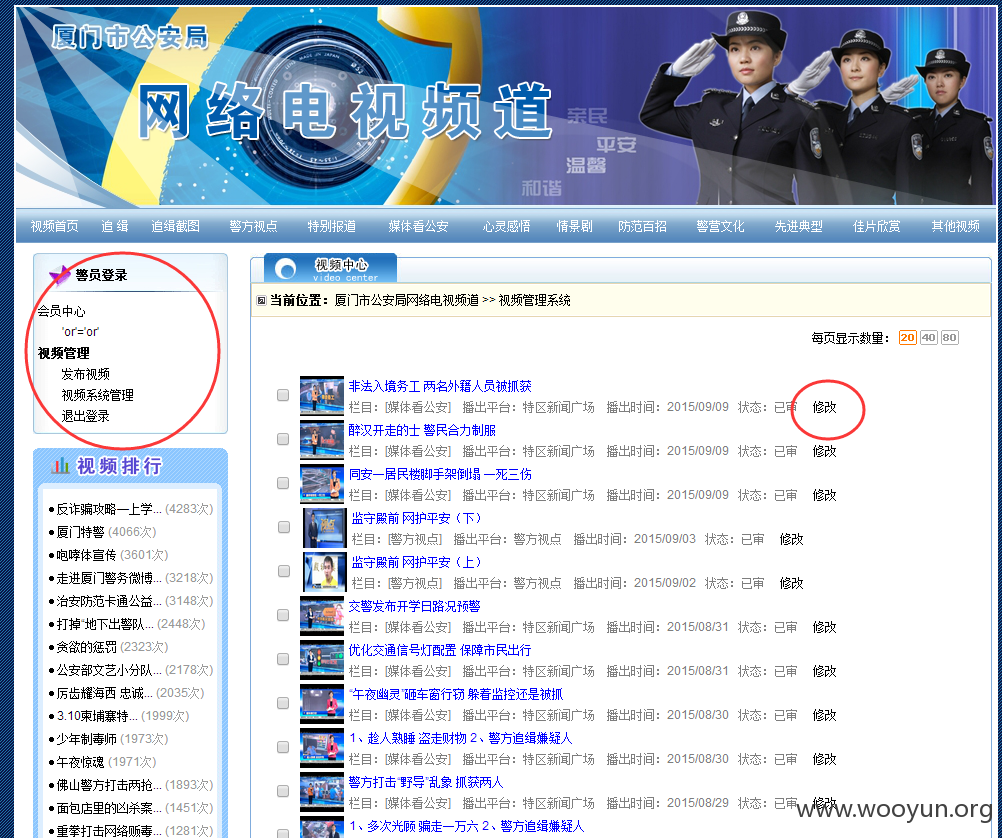 厦门市公安局
网络电视频道
亲民
平安
温馨
和谐
视频首页 追 缉 追缉截图 警方视点 特别报道 媒体看公安 心灵感悟 情景剧 防范百招 警营文化 先进典型 佳片欣赏 其他视频
警员登录
会员中心
'or'='or'
视频管理
发布视频
视频系统管理
退出登录
视频排行
●反诈骗攻略—上学... (4283次)
●厦门特警 (4066次)
●咆哮体宣传 (3601次)
●走进厦门警务微博... (3218次)
●治安防范卡通公益... (3148次)
●打掉“地下出警队... (2448次)
●贪欲的惩罚 (2323次)
●公安部文艺小分队... (2178次)
●厉齿耀海西 忠诚... (2035次)
●3.10柬埔寨特... (1999次)
●少年制毒师 (1973次)
●午夜惊魂 (1971次)
●佛山警方打击两抢... (1893次)
●面包店里的凶杀案... (1451次)
●重拳打击网络贩毒... (1281次)
视频中心
video center
当前位置：厦门市公安局网络电视频道 >> 视频管理系统
每页显示数量： 20 40 80
非法入境务工 两名外籍人员被抓获
栏目：[媒体看公安] 播出平台：特区新闻广场 播出时间：2015/09/09 状态：已审 修改
醉汉开走的士 警民合力制服
栏目：[媒体看公安] 播出平台：特区新闻广场 播出时间：2015/09/09 状态：已审 修改
同安一居民楼脚手架倒塌 一死三伤
栏目：[媒体看公安] 播出平台：特区新闻广场 播出时间：2015/09/09 状态：已审 修改
监守殿前 网护平安（下）
栏目：[警方视点] 播出平台：警方视点 播出时间：2015/09/03 状态：已审 修改
监守殿前 网护平安（上）
栏目：[警方视点] 播出平台：警方视点 播出时间：2015/09/02 状态：已审 修改
交警发布开学日路况预警
栏目：[媒体看公安] 播出平台：特区新闻广场 播出时间：2015/08/31 状态：已审 修改
优化交通信号灯配置 保障市民出行
栏目：[媒体看公安] 播出平台：特区新闻广场 播出时间：2015/08/31 状态：已审 修改
“午夜幽灵”砸车窗行窃 躲着监控还是被抓
栏目：[媒体看公安] 播出平台：特区新闻广场 播出时间：2015/08/30 状态：已审 修改
1、趁人熟睡 盗走财物 2、警方追缉嫌疑人
栏目：[媒体看公安] 播出平台：特区新闻广场 播出时间：2015/08/30 状态：已审 修改
警方打击“野导”乱象 抓获两人
栏目：[媒体看公安] 播出平台：特区新闻广场 播出时间：2015/08/29 状态：已审 修改
1、多次光顾 骗走一万六 2、警方追缉嫌疑人
www.wooyun.org